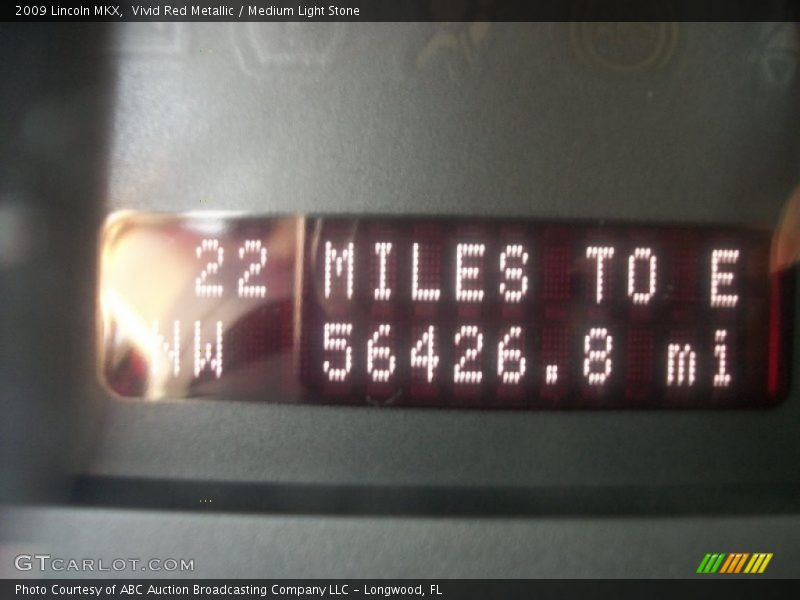 2009 Lincoln MKX, Vivid Red Metallic / Medium Light Stone
22 MILES TO E
NW 56426.8 mi
GTCARLOT.COM
Photo Courtesy of ABC Auction Broadcasting Company LLC - Longwood, FL